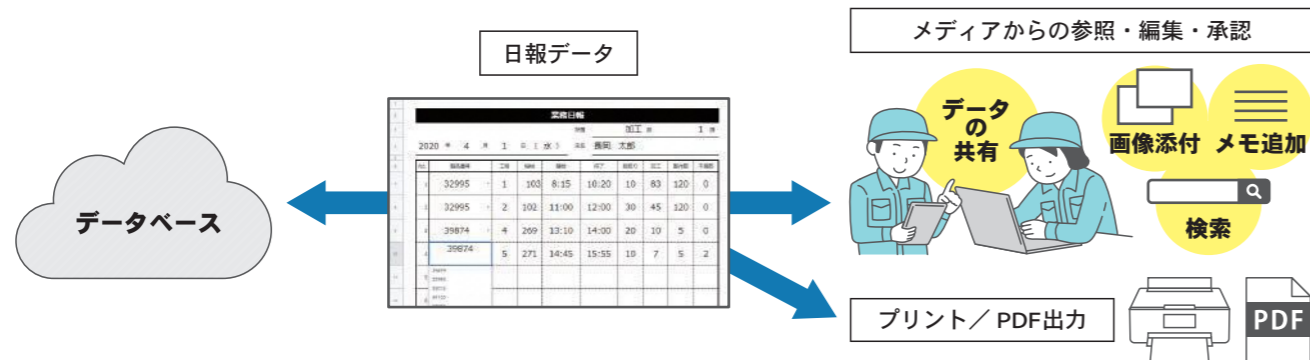 メディアからの参照・編集・承認
日報データ
データ
の
共有
画像添付 メモ追加
検索
データベース
業務日報
加工 1
2020 年 4 月 1 日 ( 水 ) 長岡 太郎
32995 1 103 8:15 10:20 10 83 120 0
32995 2 102 11:00 12:00 30 45 120 0
39874 4 269 13:10 14:00 20 10 5 0
39874 5 271 14:45 15:55 10 7 5 2
プリント／PDF出力
PDF